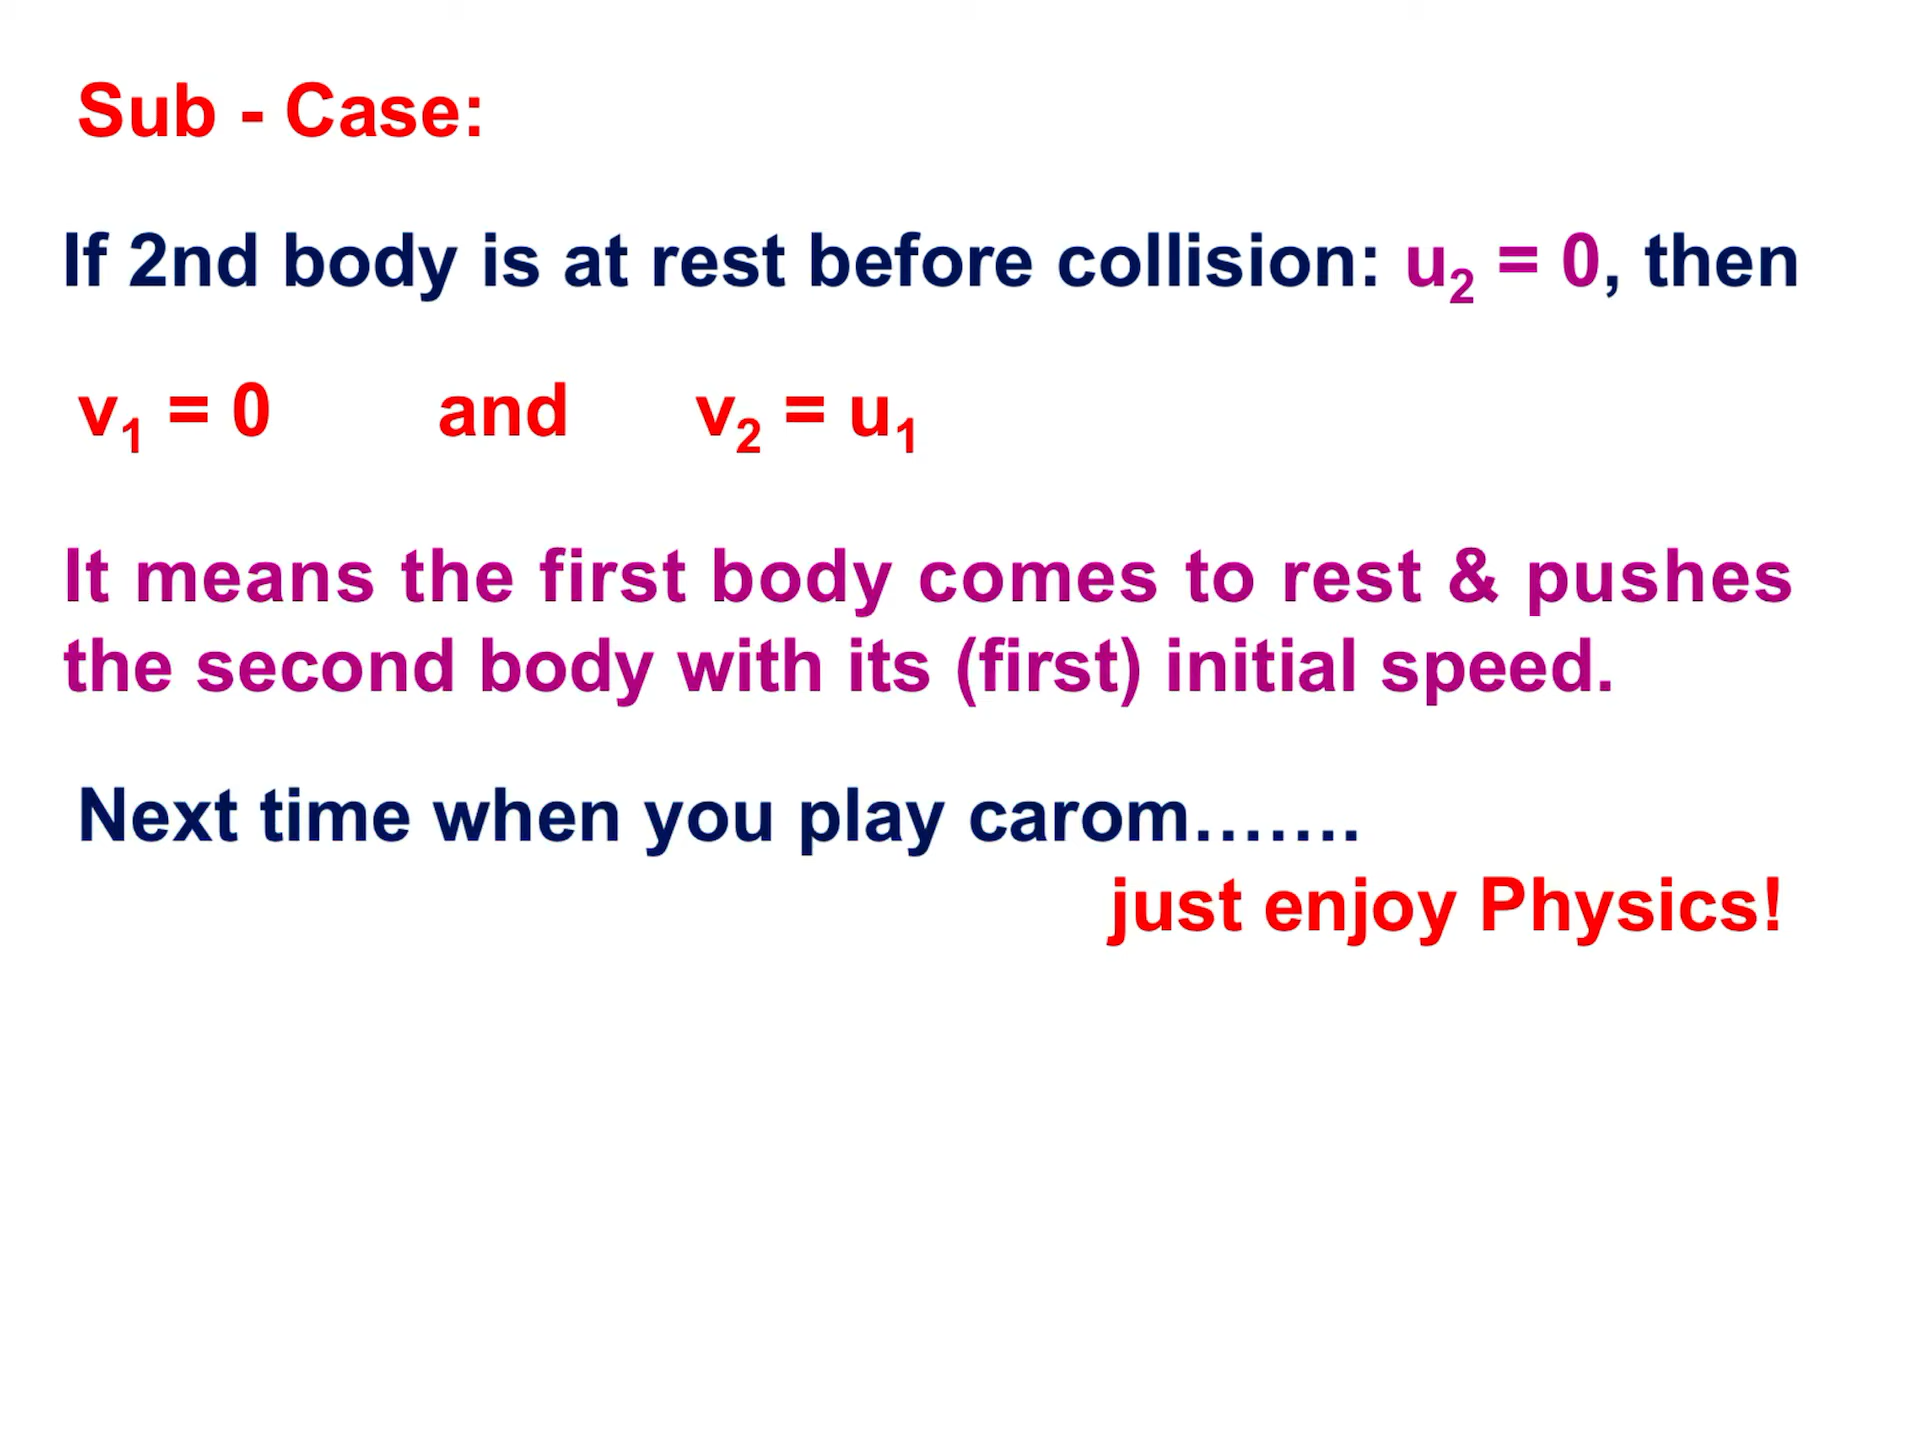 Sub - Case:
If 2nd body is at rest before collision: u₂ = 0, then
v₁ = 0 and v₂ = u₁
It means the first body comes to rest & pushes
the second body with its (first) initial speed.
Next time when you play carom…….
just enjoy Physics!